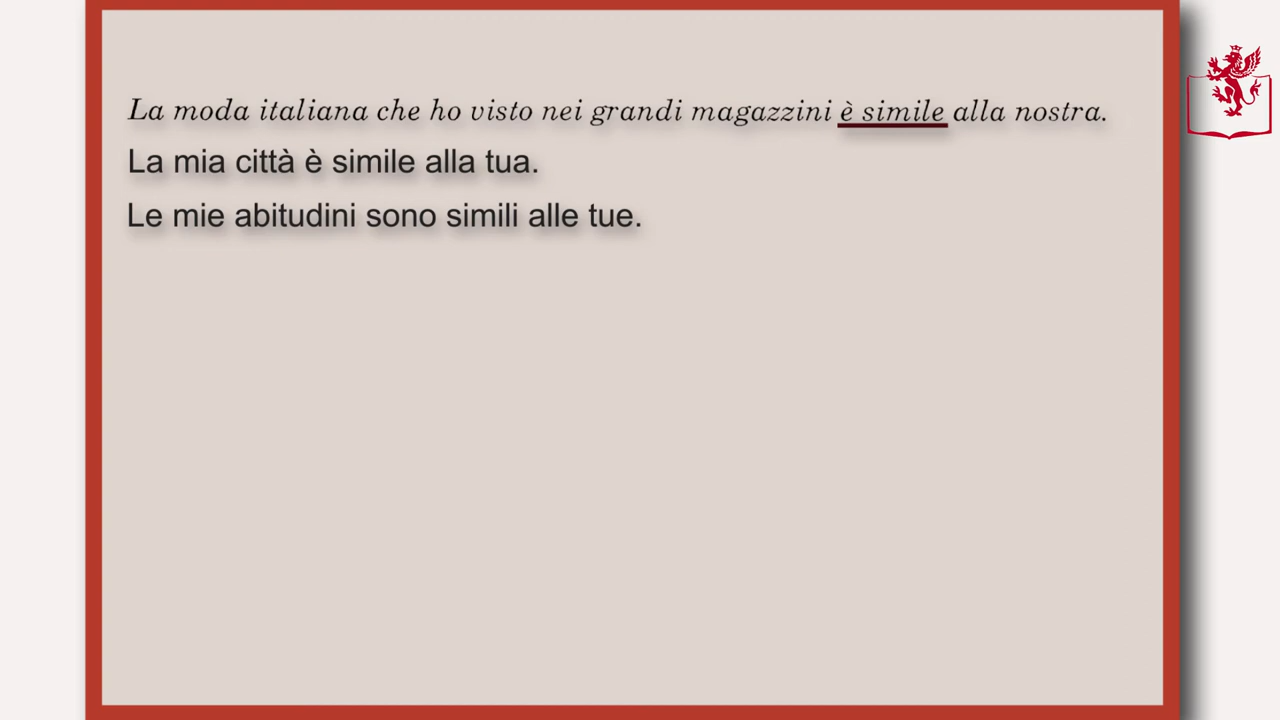 La moda italiana che ho visto nei grandi magazzini è simile alla nostra.
La mia città è simile alla tua.
Le mie abitudini sono simili alle tue.